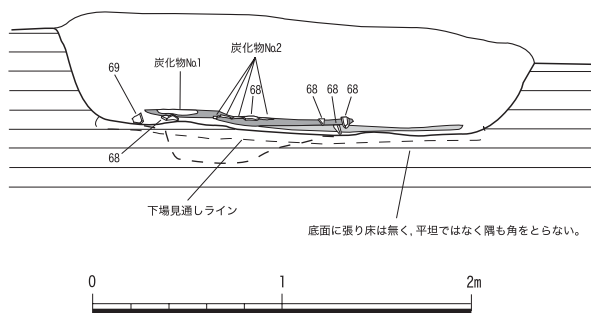 炭化物No.2
炭化物No.1
69
68
68
68
68
68
下場見通しライン
底面に張り床は無く,平坦ではなく隅も角をとらない。
0
1
2m